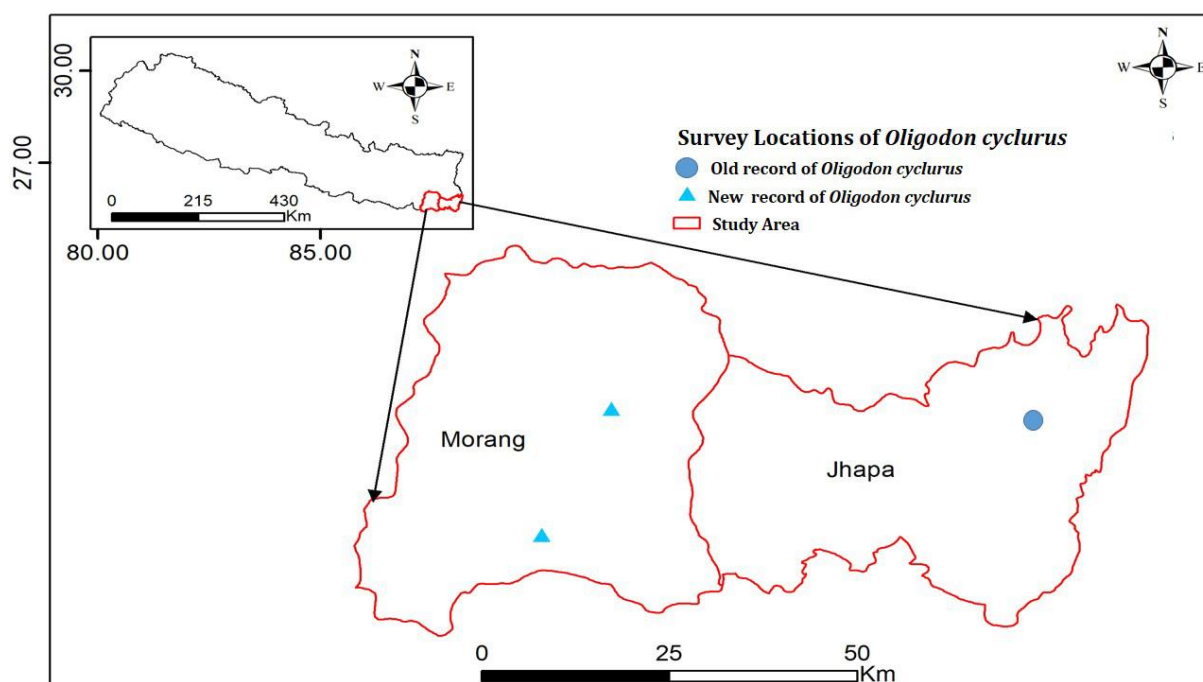 30.00
27.00
80.00
85.00
N
W E
S
0 215 430
Km
N
W E
S
Survey Locations of Oligodon cyclurus
Old record of Oligodon cyclurus
New record of Oligodon cyclurus
Study Area
Morang
Jhapa
0 25 50
Km